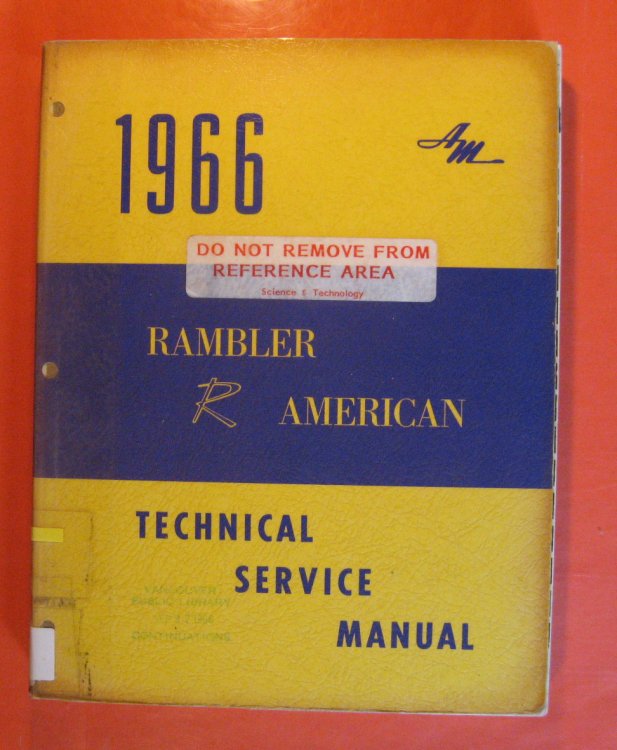 1966
AM
DO NOT REMOVE FROM
REFERENCE AREA
Science & Technology
RAMBLER
R AMERICAN
TECHNICAL
SERVICE
MANUAL
VANCOUVER
PUBLIC LIBRARY
CONTINUATIONS